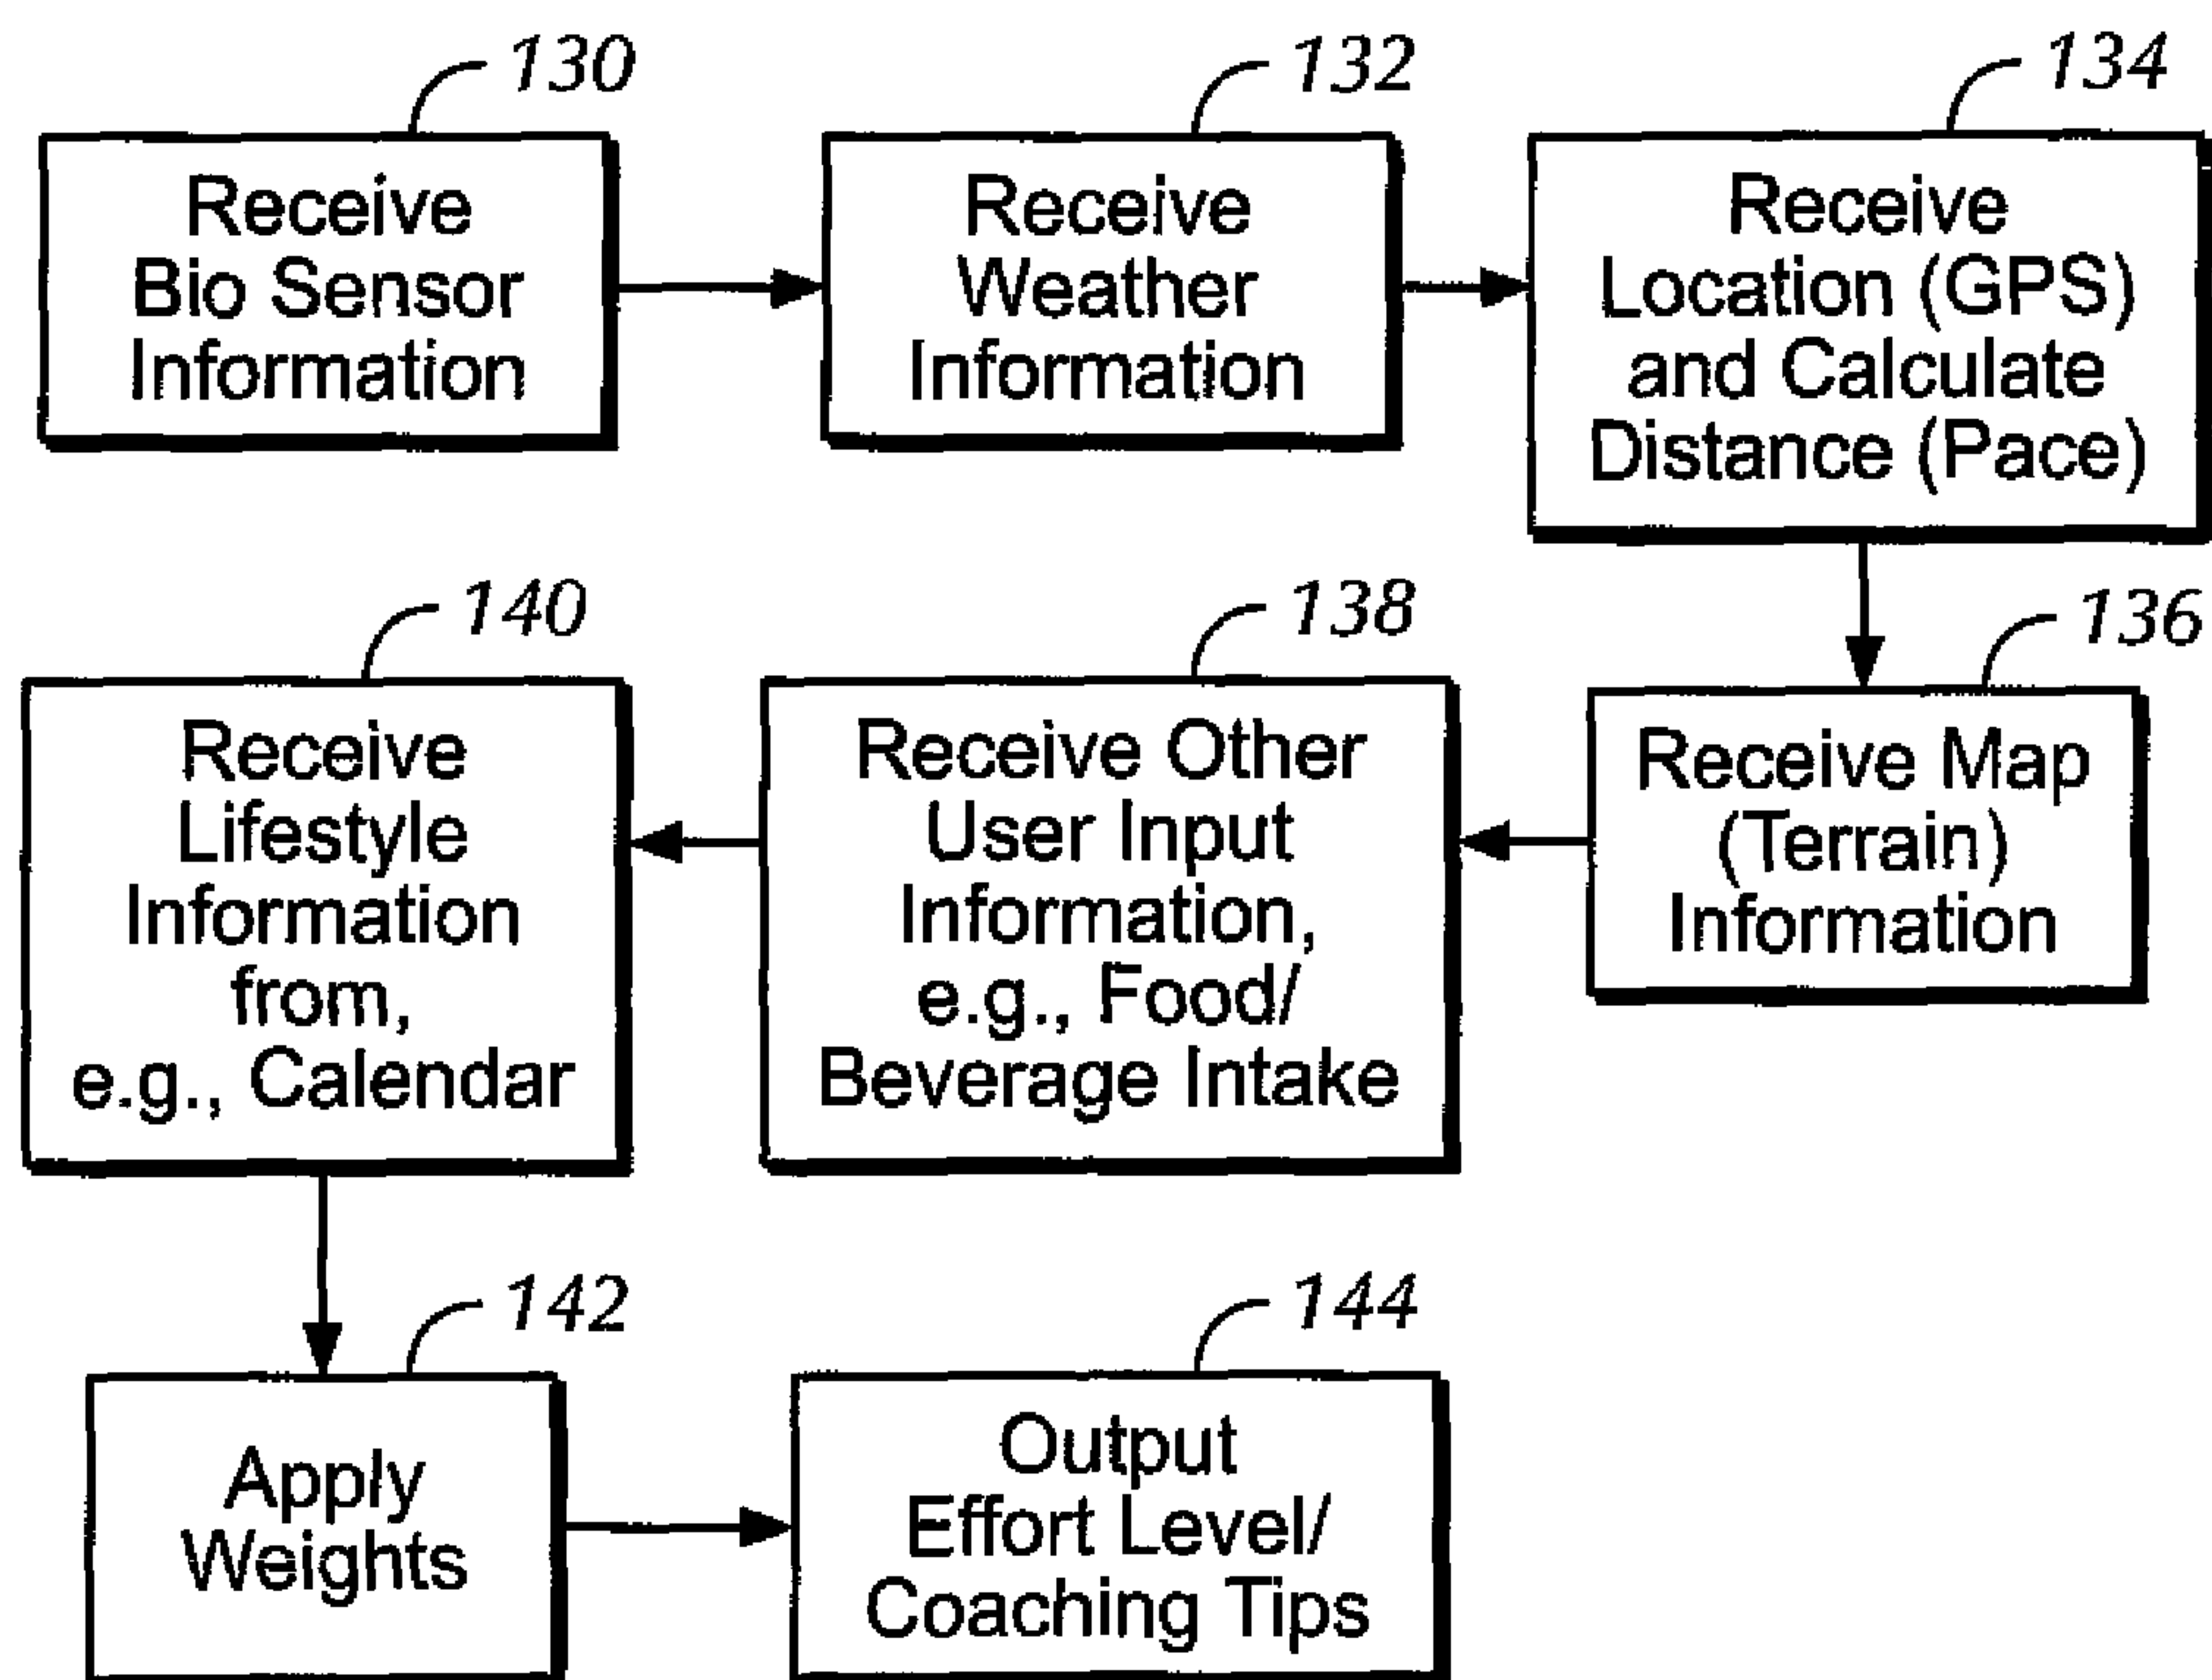 130
Receive
Bio Sensor
Information
132
Receive
Weather
Information
134
Receive
Location (GPS)
and Calculate
Distance (Pace)
136
Receive Map
(Terrain)
Information
138
Receive Other
User Input
Information,
e.g., Food/
Beverage Intake
140
Receive
Lifestyle
Information
from,
e.g., Calendar
142
Apply
Weights
144
Output
Effort Level/
Coaching Tips